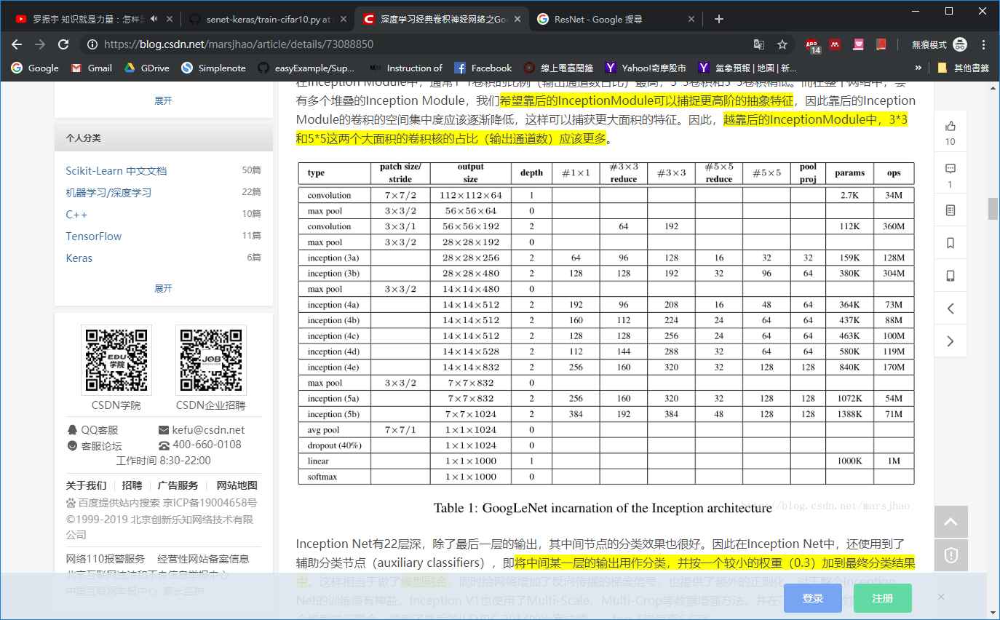 罗振宇 知识就是力量：怎样
senet-keras/train-cifar10.py at
深度学习经典卷积神经网络之Goo
ResNet - Google 搜尋
https://blog.csdn.net/marsjhao/article/details/73088850
14
無痕模式
Google
Gmail
GDrive
Simplenote
easyExample/Sup...
Instruction of
Facebook
線上電臺鬧鐘
Yahoo!奇摩股市
氣象預報 | 地圖 | 新...
»
其他書籤
展开
个人分类
Scikit-Learn 中文文档 50篇
机器学习/深度学习 22篇
C++ 10篇
TensorFlow 11篇
Keras 6篇
展开
EDU 学院
JOB
CSDN学院
CSDN企业招聘
QQ客服 kefu@csdn.net
客服论坛 400-660-0108
工作时间 8:30-22:00
关于我们 招聘 广告服务 网站地图
百度提供站内搜索 京ICP备19004658号
©1999-2019 北京创新乐知网络技术有限
公司
网络110报警服务 经营性网站备案信息
北京互联网违法和不良信息举报中心
中国互联网举报中心 家长监护
在Inception Module中，通常1*1卷积的比例（输出通道数占比）最高，3*3卷积和5*5卷积稍低。而在整个网络中，会
有多个堆叠的Inception Module，我们希望靠后的InceptionModule可以捕捉更高阶的抽象特征，因此靠后的Inception
Module的卷积的空间集中度应该逐渐降低，这样可以捕获更大面积的特征。因此，越靠后的InceptionModule中，3*3
和5*5这两个大面积的卷积核的占比（输出通道数）应该更多。
type patch size/ stride output size depth #1×1 #3×3 reduce #3×3 #5×5 reduce #5×5 pool proj params ops
convolution 7×7/2 112×112×64 1 2.7K 34M
max pool 3×3/2 56×56×64 0
convolution 3×3/1 56×56×192 2 64 192 112K 360M
max pool 3×3/2 28×28×192 0
inception (3a) 28×28×256 2 64 96 128 16 32 32 159K 128M
inception (3b) 28×28×480 2 128 128 192 32 96 64 380K 304M
max pool 3×3/2 14×14×480 0
inception (4a) 14×14×512 2 192 96 208 16 48 64 364K 73M
inception (4b) 14×14×512 2 160 112 224 24 64 64 437K 88M
inception (4c) 14×14×512 2 128 128 256 24 64 64 463K 100M
inception (4d) 14×14×528 2 112 144 288 32 64 64 580K 119M
inception (4e) 14×14×832 2 256 160 320 32 128 128 840K 170M
max pool 3×3/2 7×7×832 0
inception (5a) 7×7×832 2 256 160 320 32 128 128 1072K 54M
inception (5b) 7×7×1024 2 384 192 384 48 128 128 1388K 71M
avg pool 7×7/1 1×1×1024 0
dropout (40%) 1×1×1024 0
linear 1×1×1000 1 1000K 1M
softmax 1×1×1000 0
Table 1: GoogLeNet incarnation of the Inception architecture
https://blog.csdn.net/marsjhao
Inception Net有22层深，除了最后一层的输出，其中间节点的分类效果也很好。因此在Inception Net中，还使用到了
辅助分类节点（auxiliary classifiers），即将中间某一层的输出用作分类，并按一个较小的权重（0.3）加到最终分类结果
中。这样相当于做了模型融合，同时给网络增加了反向传播的梯度信号，也提供了额外的正则化，对于整个Inception
Net的训练很有裨益。Inception V1也使用了Multi-Scale、Multi-Crop等数据增强方法，并在不
10
1
登录
注册